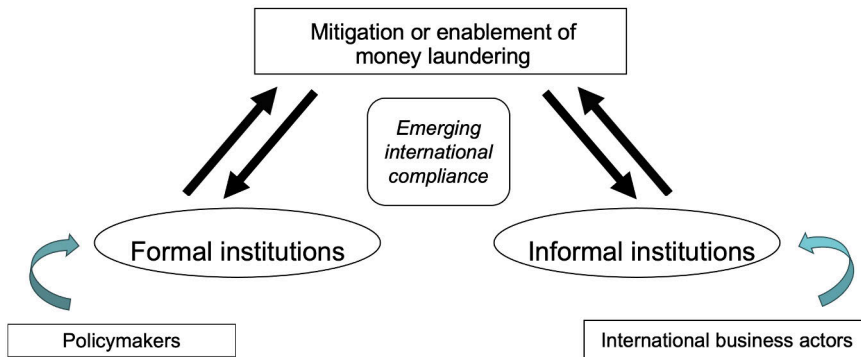 Mitigation or enablement of
money laundering
Emerging
international
compliance
Formal institutions
Informal institutions
Policymakers
International business actors